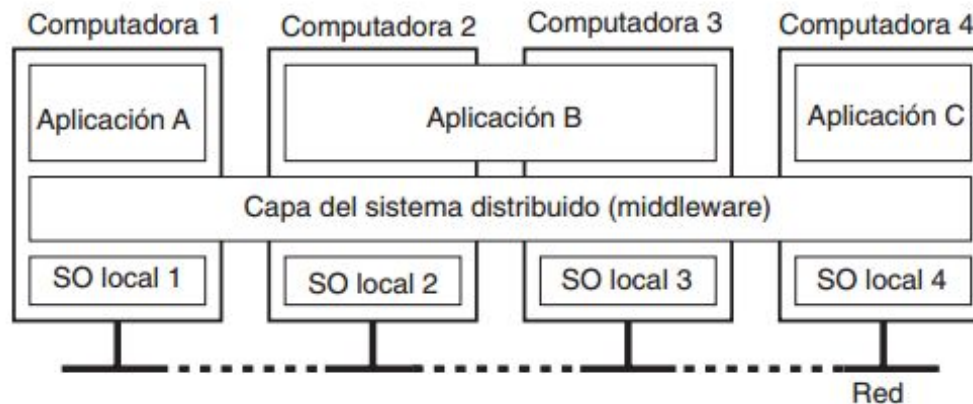 Computadora 1
Computadora 2
Computadora 3
Computadora 4
Aplicación A
Aplicación B
Aplicación C
Capa del sistema distribuido (middleware)
SO local 1
SO local 2
SO local 3
SO local 4
Red